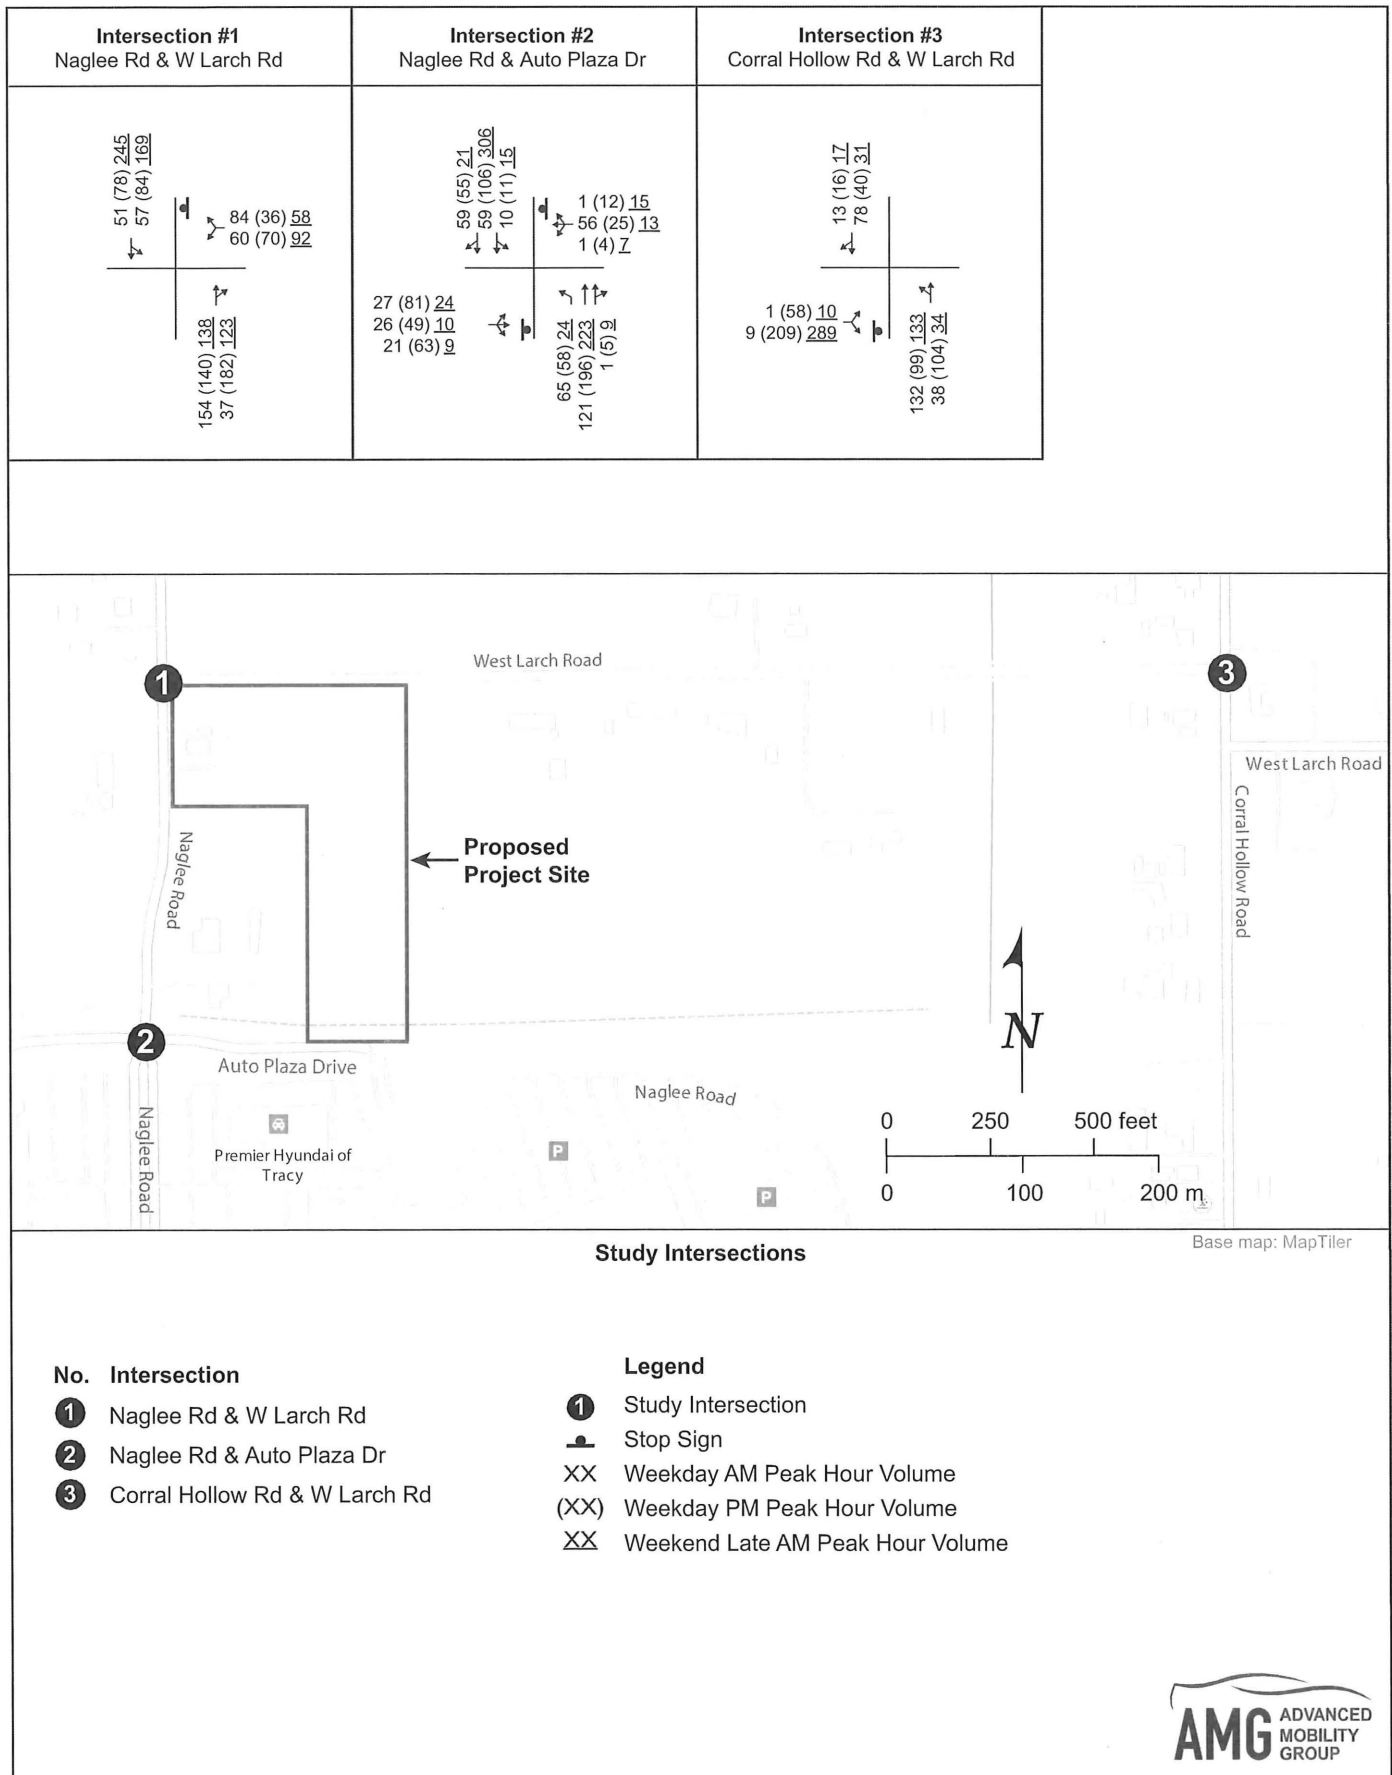 Intersection #1
Naglee Rd & W Larch Rd
51 (78) 245
57 (84) 169
84 (36) 58
60 (70) 92
154 (140) 138
37 (182) 123
Intersection #2
Naglee Rd & Auto Plaza Dr
59 (55) 21
59 (106) 306
10 (11) 15
1 (12) 15
56 (25) 13
1 (4) 7
27 (81) 24
26 (49) 10
21 (63) 9
65 (58) 24
121 (196) 223
1 (5) 9
Intersection #3
Corral Hollow Rd & W Larch Rd
13 (16) 17
78 (40) 31
1 (58) 10
9 (209) 289
132 (99) 133
38 (104) 34
1
West Larch Road
3
West Larch Road
Corral Hollow Road
Naglee Road
Proposed
Project Site
N
2
Auto Plaza Drive
Naglee Road
Naglee Road
Premier Hyundai of
Tracy
P
P
0 250 500 feet
0 100 200 m
Base map: MapTiler
Study Intersections
No. Intersection
1 Naglee Rd & W Larch Rd
2 Naglee Rd & Auto Plaza Dr
3 Corral Hollow Rd & W Larch Rd
Legend
1 Study Intersection
Stop Sign
XX Weekday AM Peak Hour Volume
(XX) Weekday PM Peak Hour Volume
XX Weekend Late AM Peak Hour Volume
AMG ADVANCED
MOBILITY
GROUP